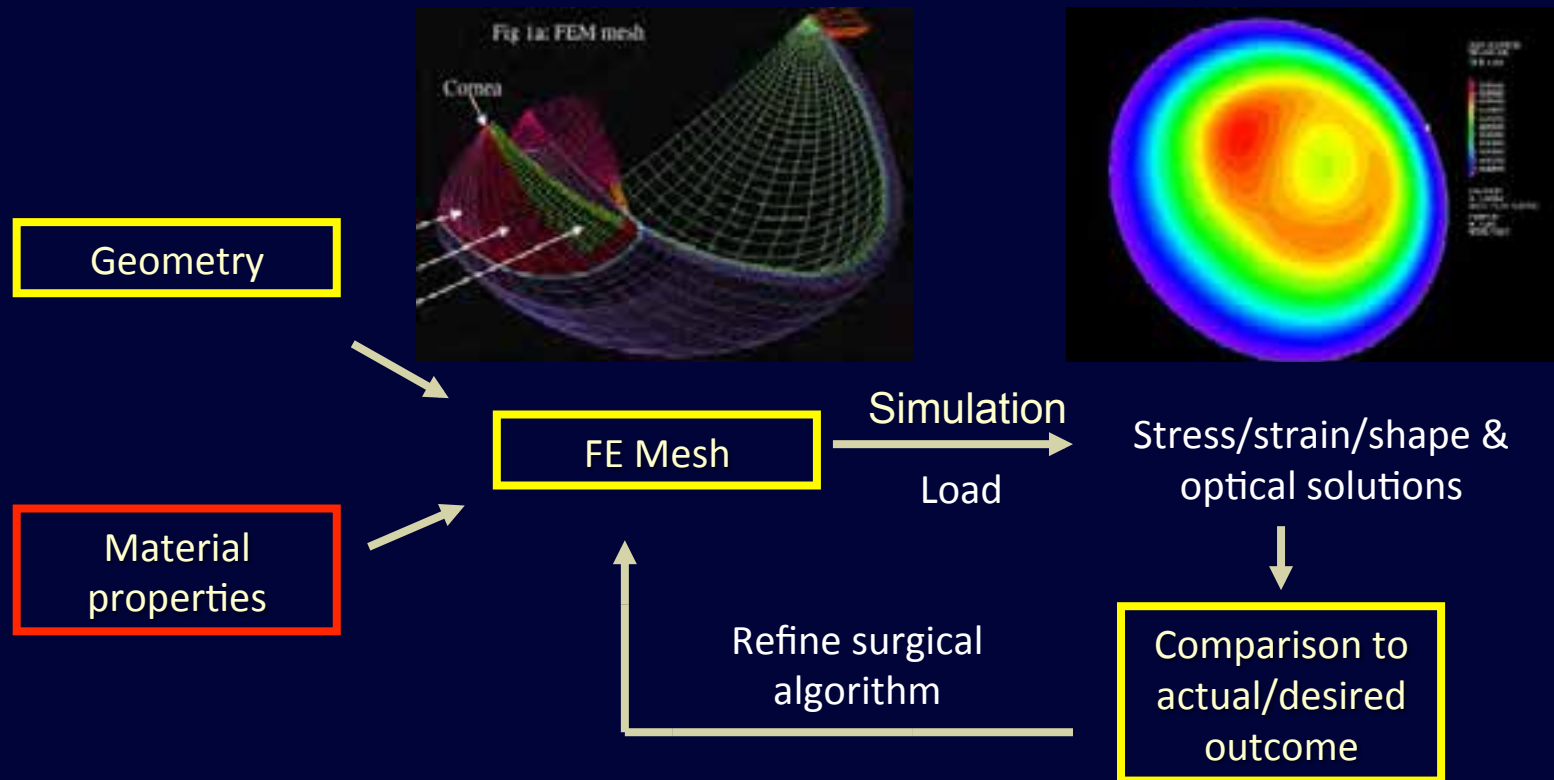 Fig 1a: FEM mesh
Cornea
Geometry
FE Mesh
Simulation
Load
Stress/strain/shape &
optical solutions
Material
properties
Refine surgical
algorithm
Comparison to
actual/desired
outcome